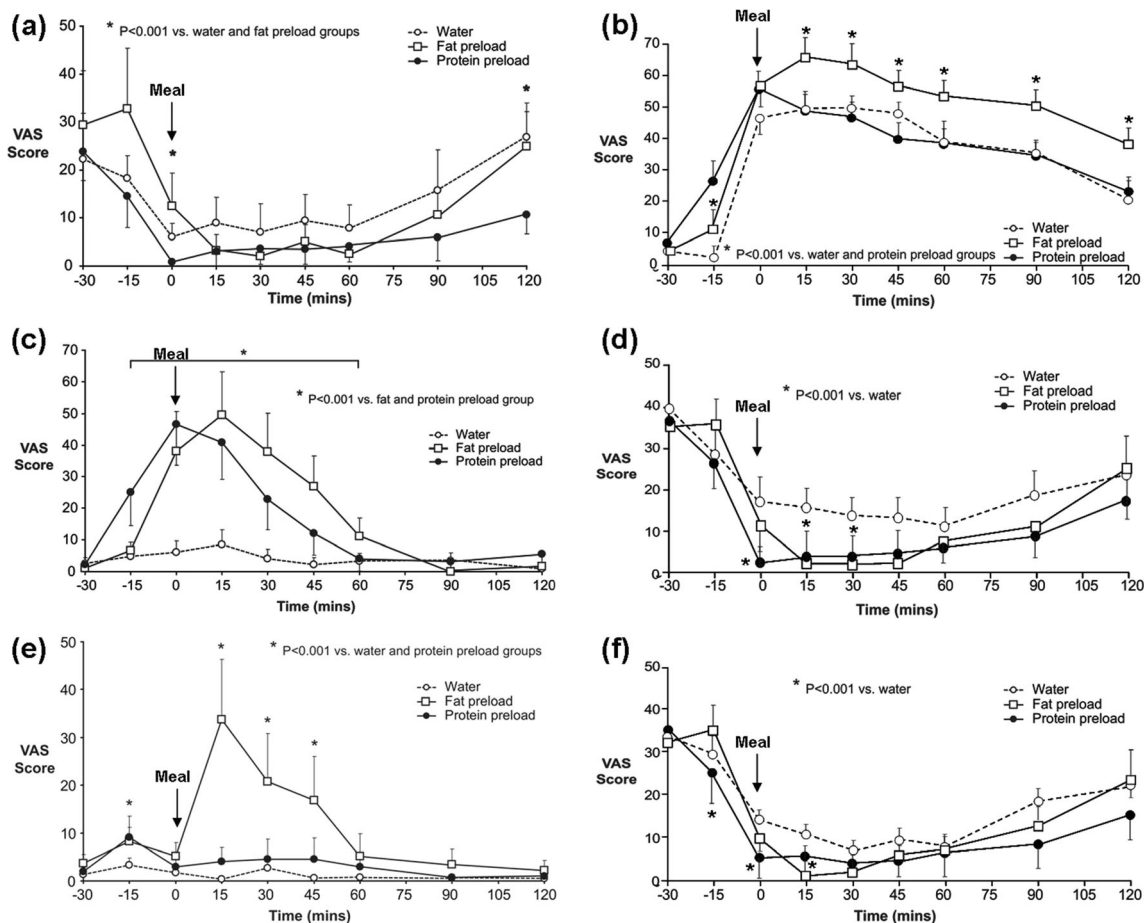 (a)
* P<0.001 vs. water and fat preload groups
Water
Fat preload
Protein preload
Meal
*
*
VAS
Score
50
40
30
20
10
0
-30 -15 0 15 30 45 60 75 90 105 120
Time (mins)
(b)
Meal
* * * * * * *
*
VAS
Score
70
60
50
40
30
20
10
0
* P<0.001 vs. water and protein preload groups
Water
Fat preload
Protein preload
-30 -15 0 15 30 45 60 75 90 105 120
Time (mins)
(c)
Meal
*
* P<0.001 vs. fat and protein preload group
Water
Fat preload
Protein preload
VAS
Score
70
60
50
40
30
20
10
0
-30 -15 0 15 30 45 60 75 90 105 120
Time (mins)
(d)
* P<0.001 vs. water
Water
Fat preload
Protein preload
Meal
* * *
VAS
Score
50
40
30
20
10
0
-30 -15 0 15 30 45 60 75 90 105 120
Time (mins)
(e)
* P<0.001 vs. water and protein preload groups
Water
Fat preload
Protein preload
Meal
* * * *
VAS
Score
50
40
30
20
10
0
-30 -15 0 15 30 45 60 75 90 105 120
Time (mins)
(f)
* P<0.001 vs. water
Water
Fat preload
Protein preload
Meal
* * *
VAS
Score
50
40
30
20
10
0
-30 -15 0 15 30 45 60 75 90 105 120
Time (mins)